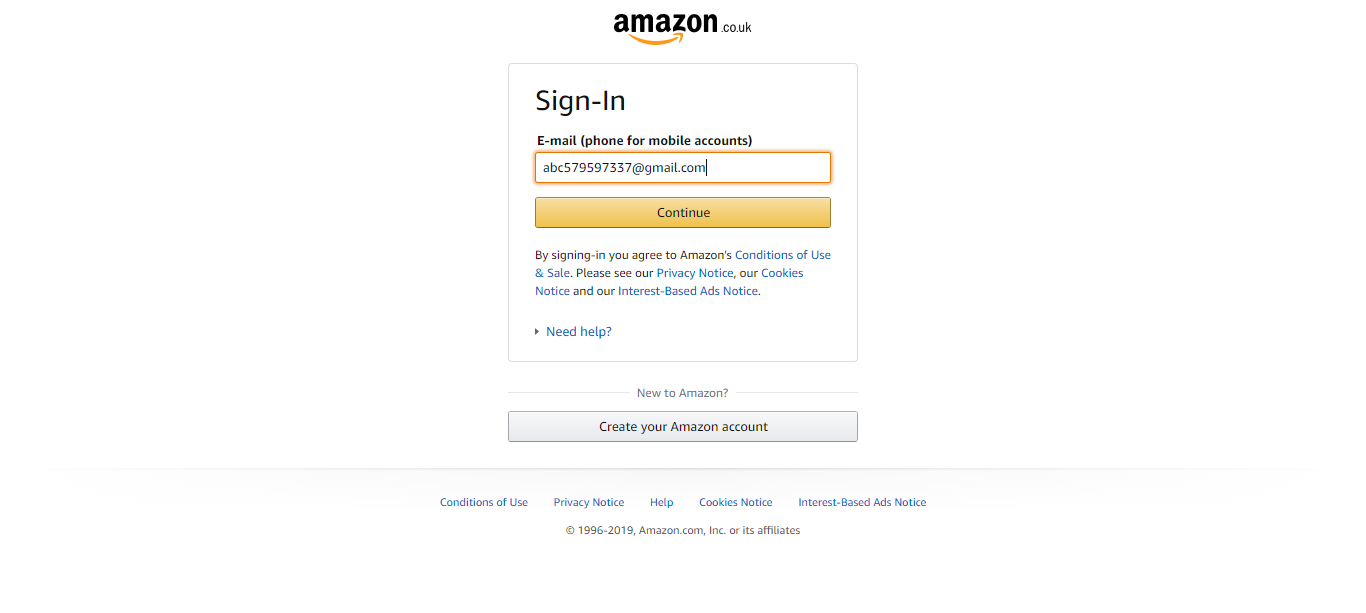 amazon.co.uk
Sign-In
E-mail (phone for mobile accounts)
abc579597337@gmail.com
Continue
By signing-in you agree to Amazon's Conditions of Use
& Sale. Please see our Privacy Notice, our Cookies
Notice and our Interest-Based Ads Notice.
Need help?
New to Amazon?
Create your Amazon account
Conditions of Use Privacy Notice Help Cookies Notice Interest-Based Ads Notice
© 1996-2019, Amazon.com, Inc. or its affiliates